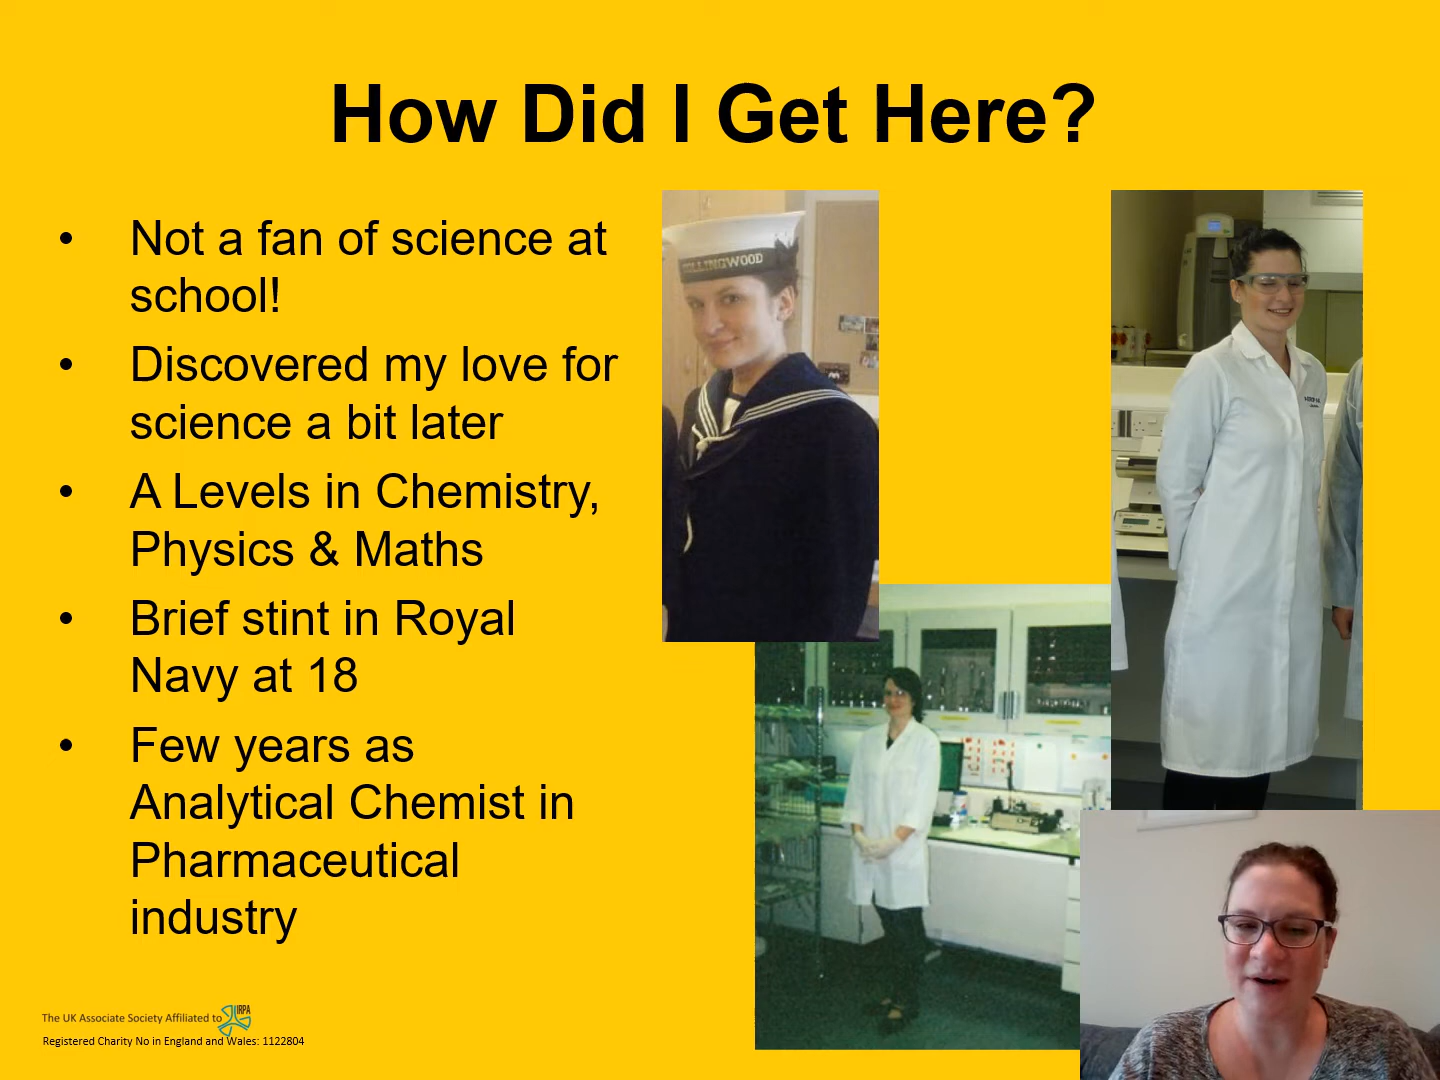 How Did I Get Here?
• Not a fan of science at
school!
• Discovered my love for
science a bit later
• A Levels in Chemistry,
Physics & Maths
• Brief stint in Royal
Navy at 18
• Few years as
Analytical Chemist in
Pharmaceutical
industry
COLLINGWOOD
The UK Associate Society Affiliated to
IRPA
Registered Charity No in England and Wales: 1122804